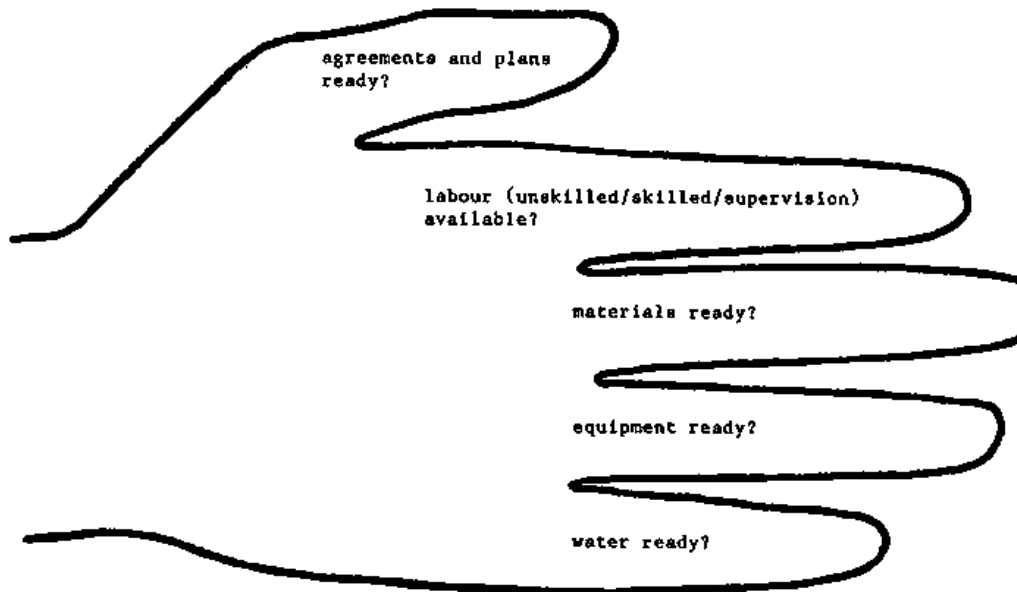 agreements and plans
ready?
labour (unskilled/skilled/supervision)
available?
materials ready?
equipment ready?
water ready?